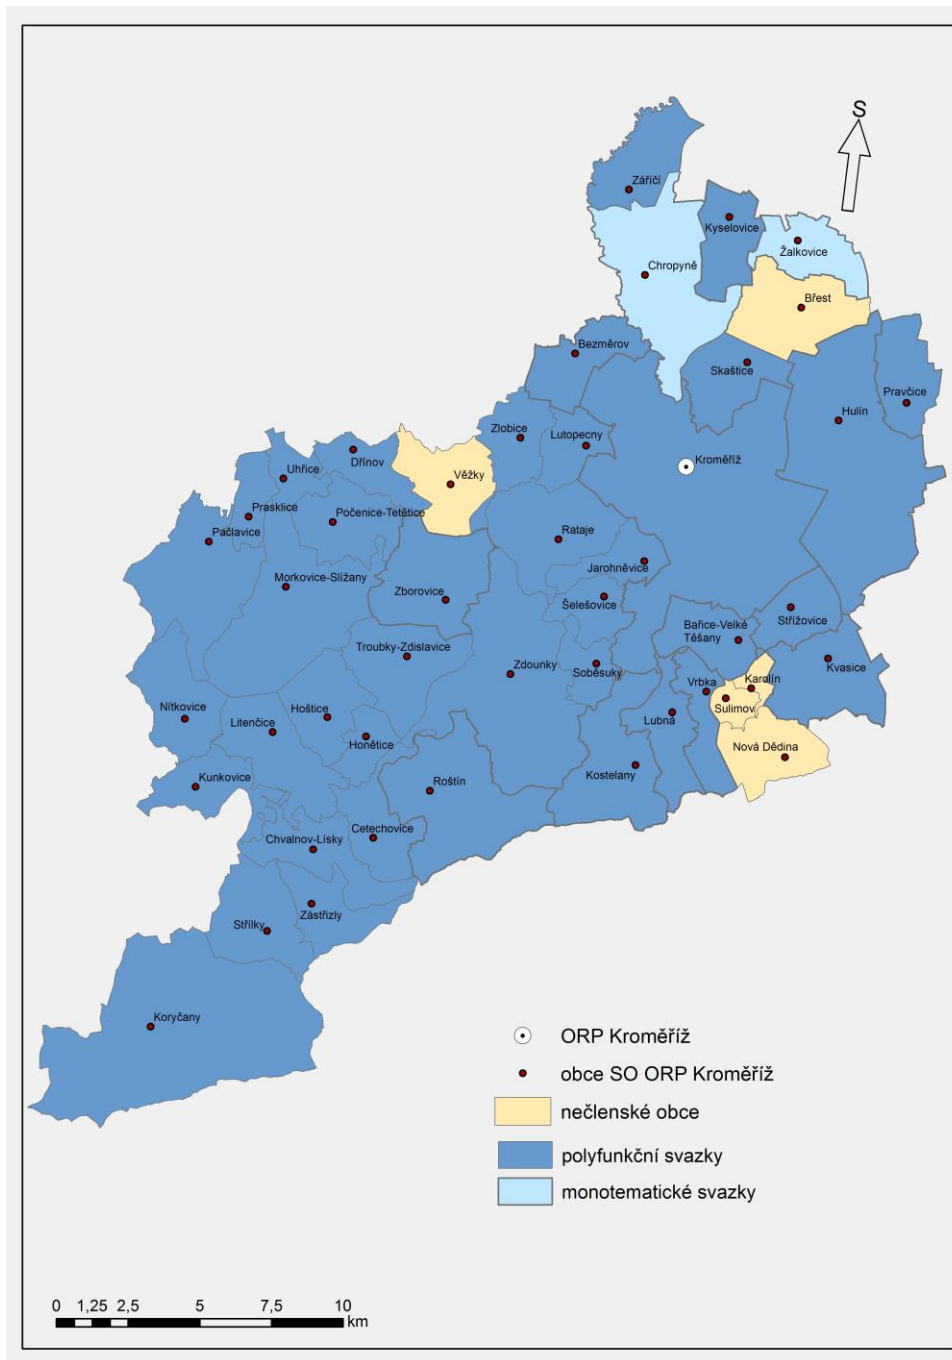 S
Záříčí
Kyselovice
Žalkovice
Chropyně
Břest
Bezměrov
Skaštice
Pravčice
Hulín
Zlobice
Lutopecny
Dřínov
Kroměříž
Uhřice
Věžky
Prasklice
Počenice-Tetětice
Pačlavice
Rataje
Jarohněvice
Morkovice-Slížany
Zborovice
Šelešovice
Střížovice
Bařice-Velké
Těšany
Troubky-Zdislavice
Zdounky
Soběsuky
Kvasice
Karolín
Vrbka
Sulimov
Nítkovice
Hoštice
Litenčice
Lubná
Honětice
Nová Dědina
Kunkovice
Roštín
Kostelany
Cetechovice
Chvalnov-Lísky
Zástřizly
Střílky
Koryčany
ORP Kroměříž
obce SO ORP Kroměříž
nečlenské obce
polyfunkční svazky
monotematické svazky
0 1,25 2,5 5 7,5 10
km